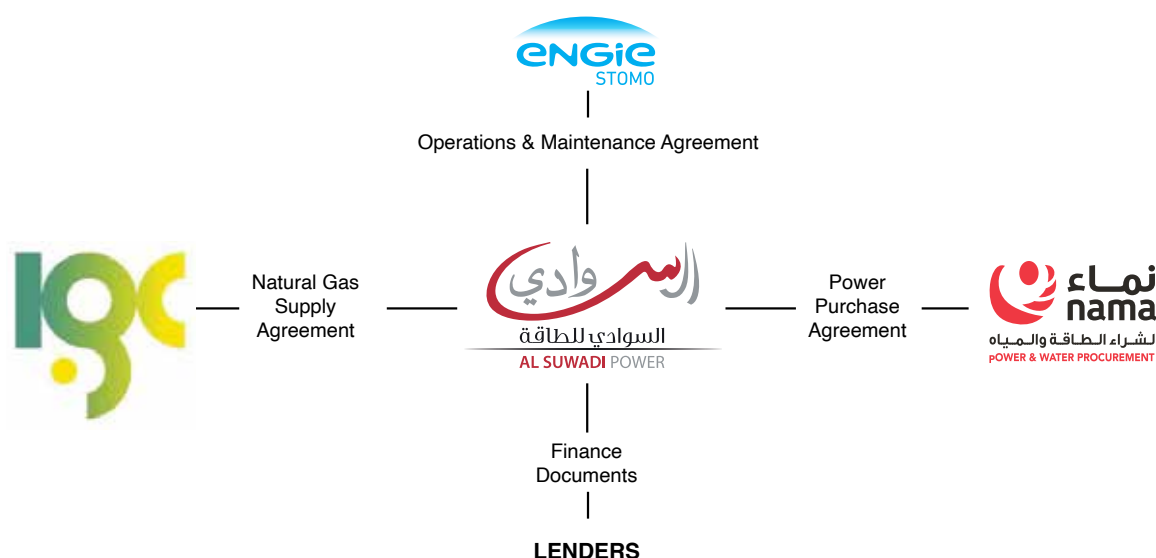 ENGIE
STOMO
Operations & Maintenance Agreement
igc
Natural Gas
Supply
Agreement
السوادي
السوادي للطاقة
AL SUWADI POWER
Power
Purchase
Agreement
نماء
nama
لشراء الطاقة والمياه
pOWER & WATER PROCUREMENT
Finance
Documents
LENDERS